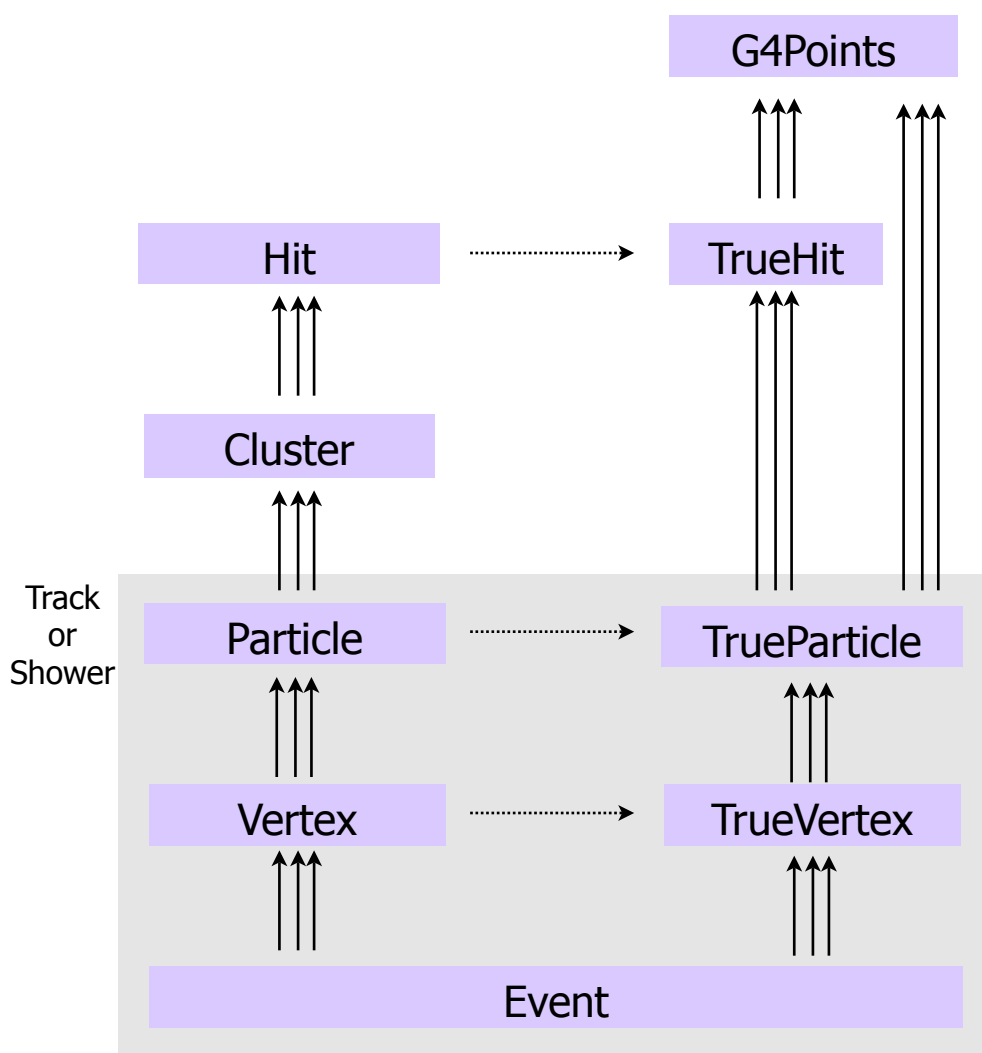 G4Points
Hit
TrueHit
Cluster
Track
or
Shower
Particle
TrueParticle
Vertex
TrueVertex
Event